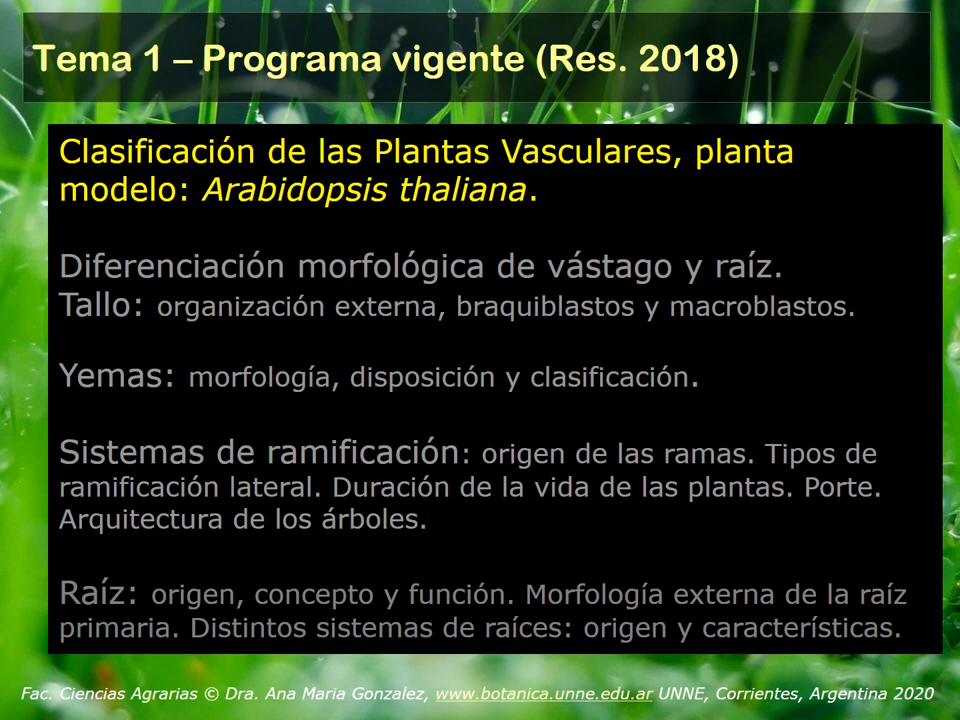 Tema 1 – Programa vigente (Res. 2018)
Clasificación de las Plantas Vasculares, planta
modelo: Arabidopsis thaliana.
Diferenciación morfológica de vástago y raíz.
Tallo: organización externa, braquiblastos y macroblastos.
Yemas: morfología, disposición y clasificación.
Sistemas de ramificación: origen de las ramas. Tipos de
ramificación lateral. Duración de la vida de las plantas. Porte.
Arquitectura de los árboles.
Raíz: origen, concepto y función. Morfología externa de la raíz
primaria. Distintos sistemas de raíces: origen y características.
Fac. Ciencias Agrarias © Dra. Ana Maria Gonzalez, www.botanica.unne.edu.ar UNNE, Corrientes, Argentina 2020